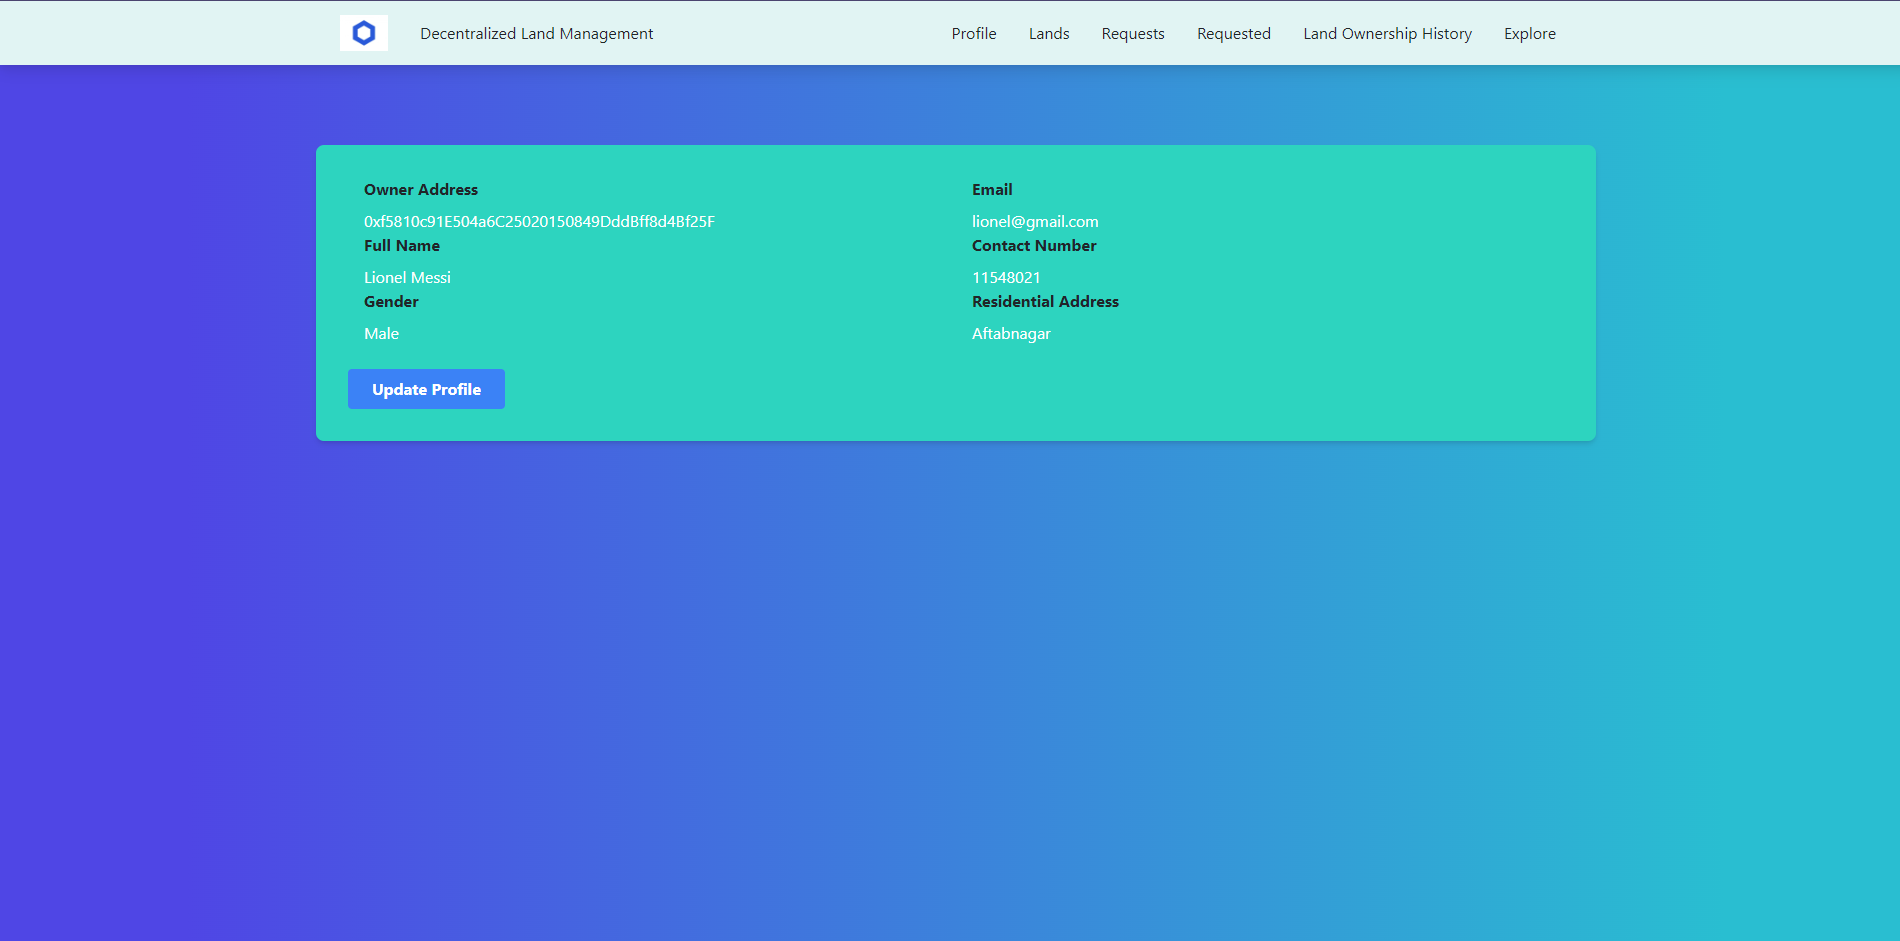 Decentralized Land Management
Profile Lands Requests Requested Land Ownership History Explore
Owner Address
0xf5810c91E504a6C25020150849DddBff8d4Bf25F
Full Name
Lionel Messi
Gender
Male
Email
lionel@gmail.com
Contact Number
11548021
Residential Address
Aftabnagar
Update Profile